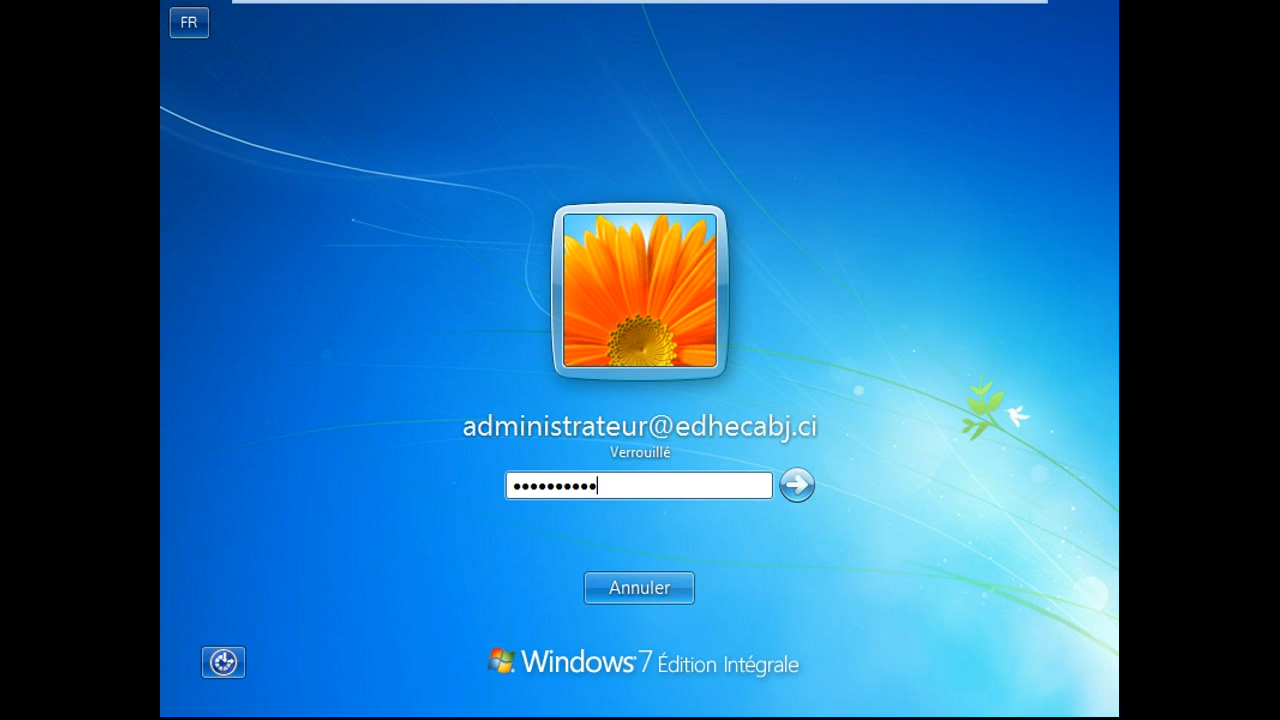 FR
administrateur@edhecabj.ci
Verrouillé
Annuler
Windows 7 Édition Intégrale